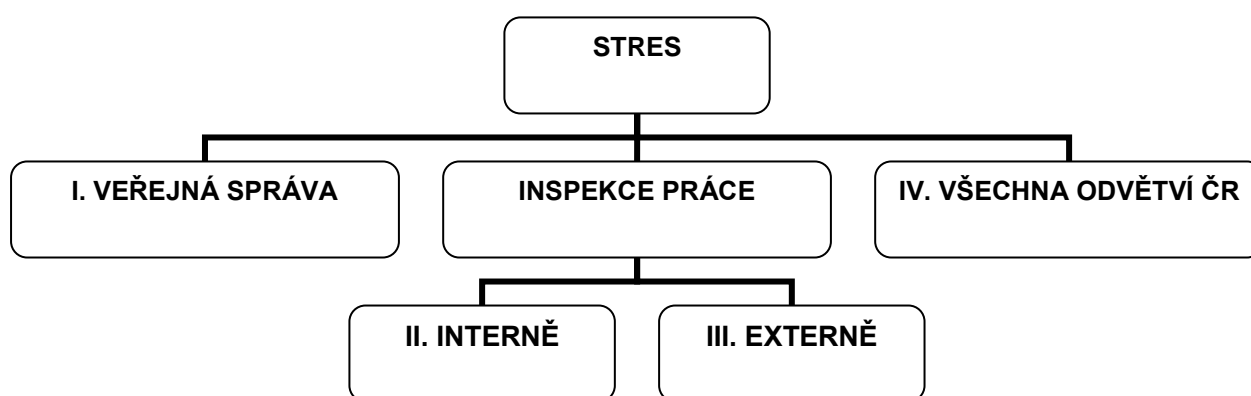 STRES
I. VEŘEJNÁ SPRÁVA
INSPEKCE PRÁCE
IV. VŠECHNA ODVĚTVÍ ČR
II. INTERNĚ
III. EXTERNĚ